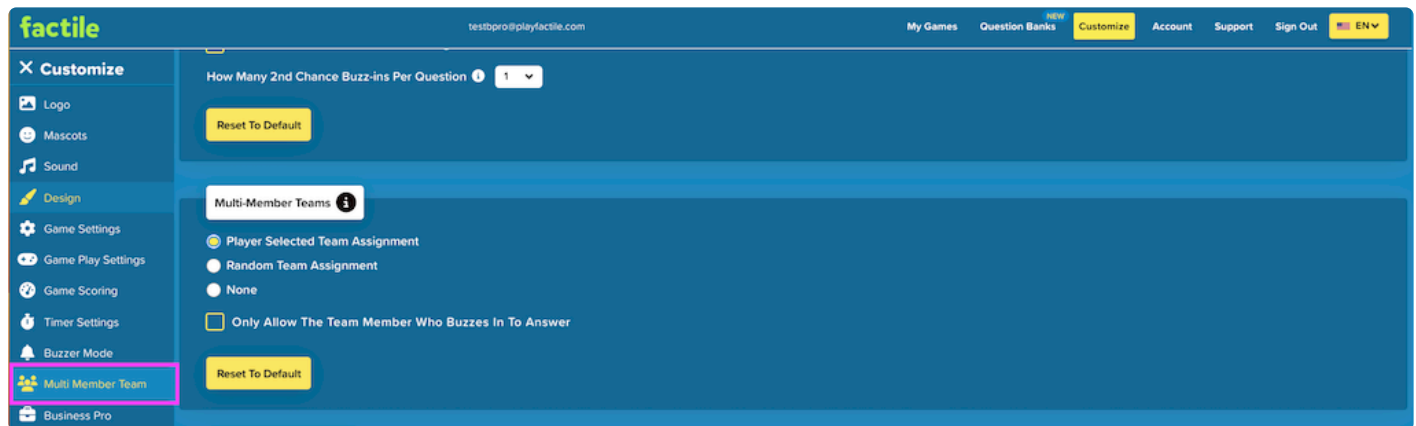 factile
testbpro@playfactile.com
My Games
Question Banks
NEW
Customize
Account
Support
Sign Out
EN
Customize
Logo
Mascots
Sound
Design
Game Settings
Game Play Settings
Game Scoring
Timer Settings
Buzzer Mode
Multi Member Team
Business Pro
How Many 2nd Chance Buzz-ins Per Question
1
Reset To Default
Multi-Member Teams
Player Selected Team Assignment
Random Team Assignment
None
Only Allow The Team Member Who Buzzes In To Answer
Reset To Default